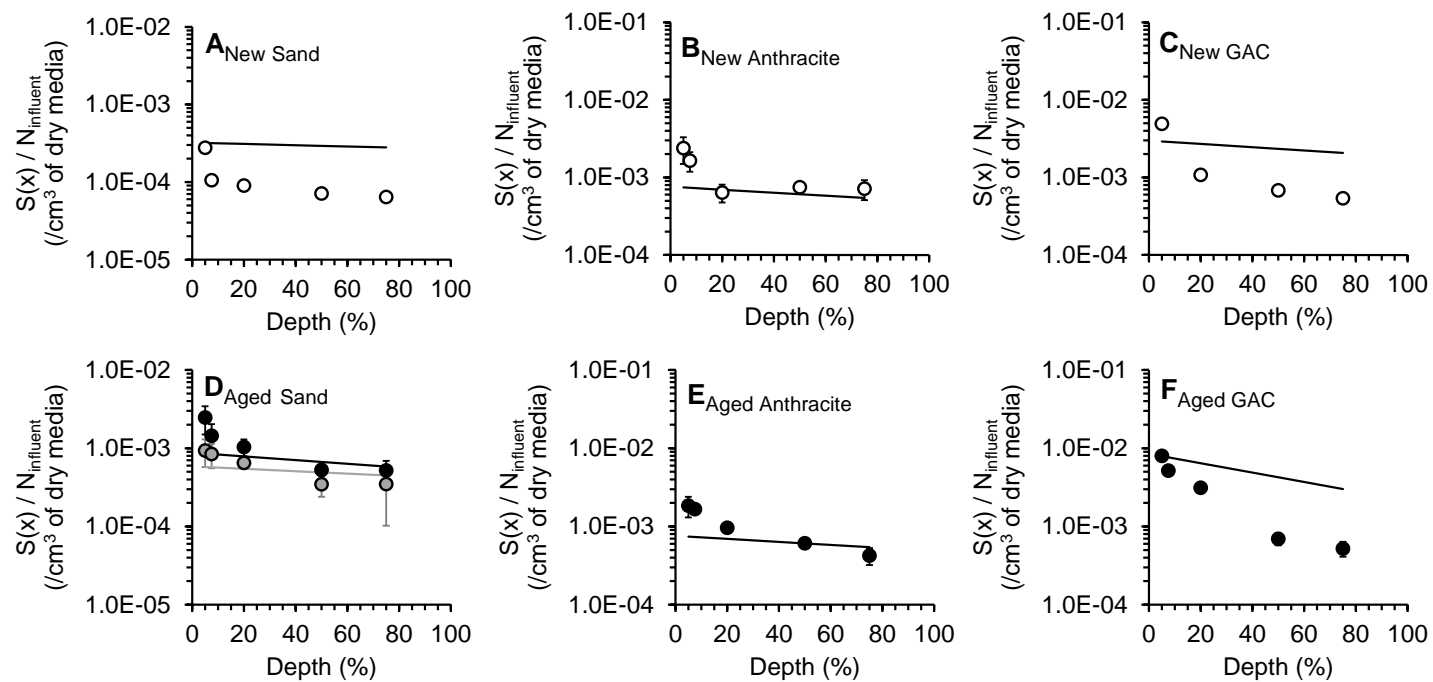 S(x) / N_influent
(/cm³ of dry media)
1.0E-02
1.0E-03
1.0E-04
1.0E-05
A New Sand
0 20 40 60 80 100
Depth (%)
S(x) / N_influent
(/cm³ of dry media)
1.0E-01
1.0E-02
1.0E-03
1.0E-04
B New Anthracite
0 20 40 60 80 100
Depth (%)
S(x) / N_influent
(/cm³ of dry media)
1.0E-01
1.0E-02
1.0E-03
1.0E-04
C New GAC
0 20 40 60 80 100
Depth (%)
S(x) / N_influent
(/cm³ of dry media)
1.0E-02
1.0E-03
1.0E-04
1.0E-05
D Aged Sand
0 20 40 60 80 100
Depth (%)
S(x) / N_influent
(/cm³ of dry media)
1.0E-01
1.0E-02
1.0E-03
1.0E-04
E Aged Anthracite
0 20 40 60 80 100
Depth (%)
S(x) / N_influent
(/cm³ of dry media)
1.0E-01
1.0E-02
1.0E-03
1.0E-04
F Aged GAC
0 20 40 60 80 100
Depth (%)